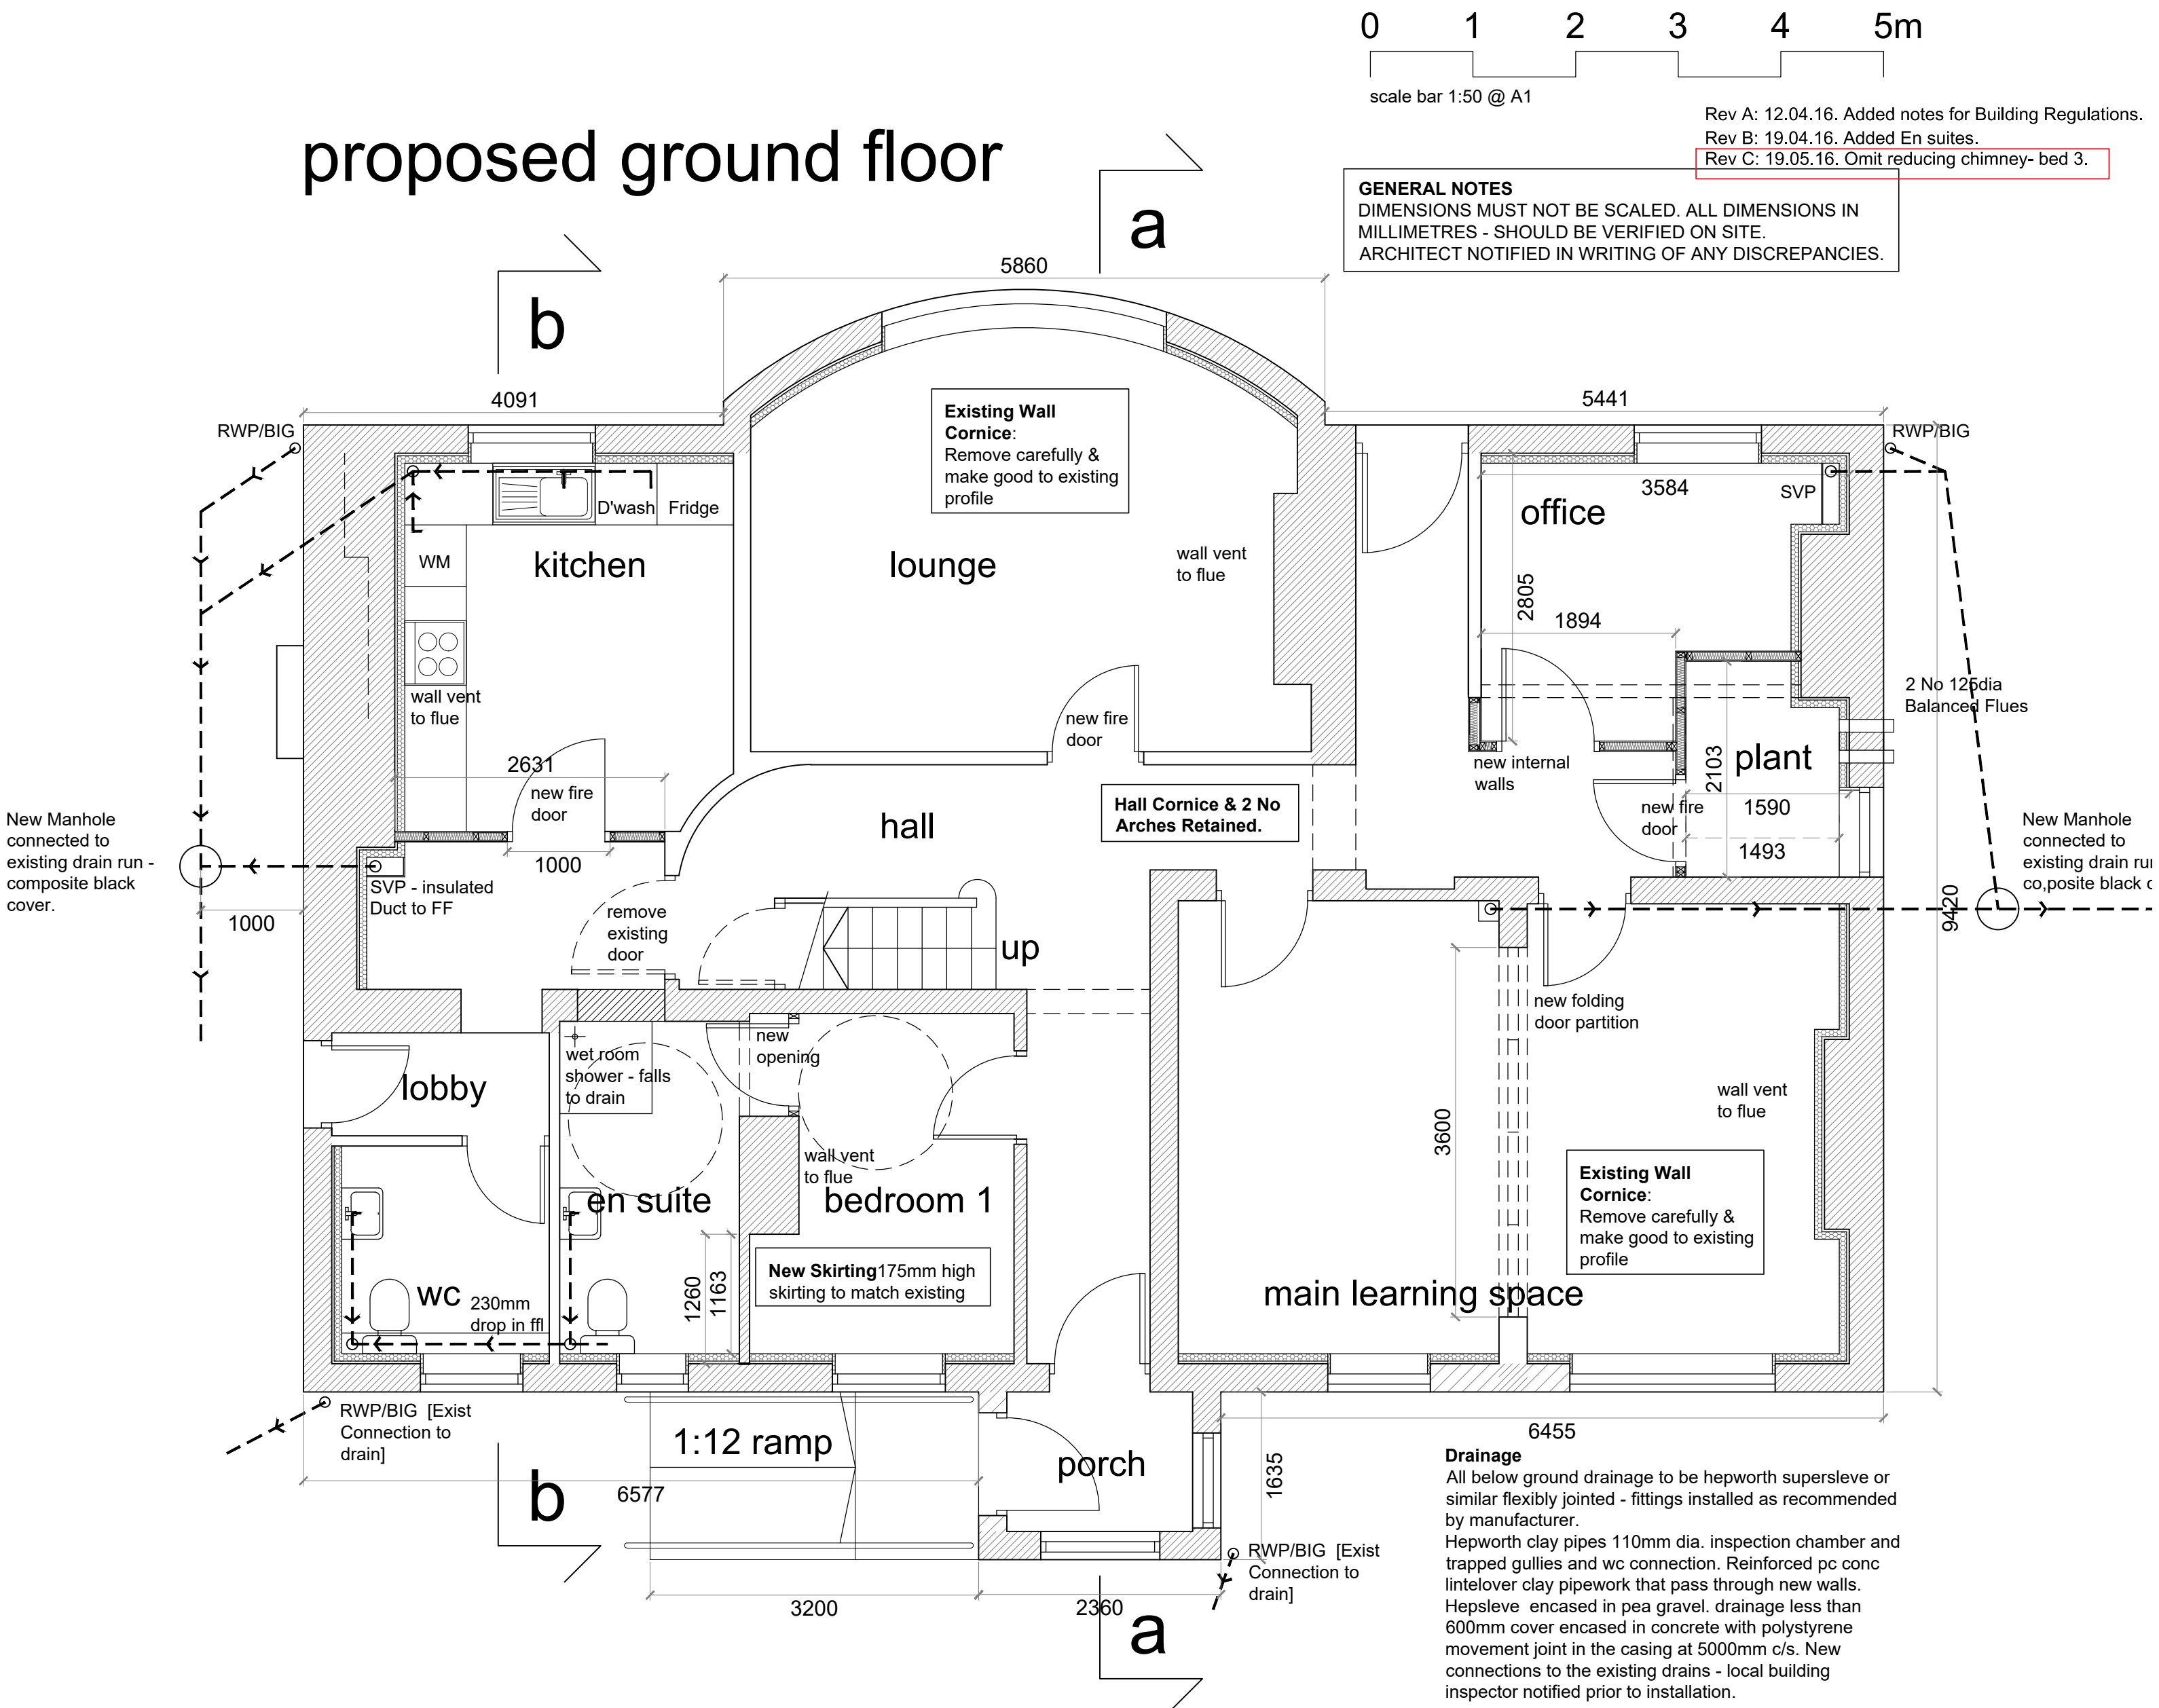 0 1 2 3 4 5m
scale bar 1:50 @ A1
Rev A: 12.04.16. Added notes for Building Regulations.
Rev B: 19.04.16. Added En suites.
Rev C: 19.05.16. Omit reducing chimney- bed 3.
proposed ground floor
GENERAL NOTES
DIMENSIONS MUST NOT BE SCALED. ALL DIMENSIONS IN
MILLIMETRES - SHOULD BE VERIFIED ON SITE.
ARCHITECT NOTIFIED IN WRITING OF ANY DISCREPANCIES.
a
b
5860
4091
5441
RWP/BIG
RWP/BIG
Existing Wall
Cornice:
Remove carefully &
make good to existing
profile
D'wash
Fridge
WM
kitchen
lounge
wall vent
to flue
office
3584
SVP
2805
1894
wall vent
to flue
new fire
door
2631
new fire
door
1000
new internal
walls
2103
plant
2 No 125dia
Balanced Flues
new fire
door
1590
1493
Hall Cornice & 2 No
Arches Retained.
hall
New Manhole
connected to
existing drain run -
composite black
cover.
SVP - insulated
Duct to FF
1000
remove
existing
door
up
New Manhole
connected to
existing drain
co,posite black
9420
new folding
door partition
new
opening
wet room
shower - falls
to drain
lobby
wall vent
to flue
en suite
bedroom 1
3600
wall vent
to flue
Existing Wall
Cornice:
Remove carefully &
make good to existing
profile
1260
1163
New Skirting175mm high
skirting to match existing
wc
230mm
drop in ffl
main learning space
RWP/BIG [Exist
Connection to
drain]
1:12 ramp
porch
6577
b
1635
6455
RWP/BIG [Exist
Connection to
drain]
3200
2360
a
Drainage
All below ground drainage to be hepworth supersleve or
similar flexibly jointed - fittings installed as recommended
by manufacturer.
Hepworth clay pipes 110mm dia. inspection chamber and
trapped gullies and wc connection. Reinforced pc conc
lintelover clay pipework that pass through new walls.
Hepsleve encased in pea gravel. drainage less than
600mm cover encased in concrete with polystyrene
movement joint in the casing at 5000mm c/s. New
connections to the existing drains - local building
inspector notified prior to installation.